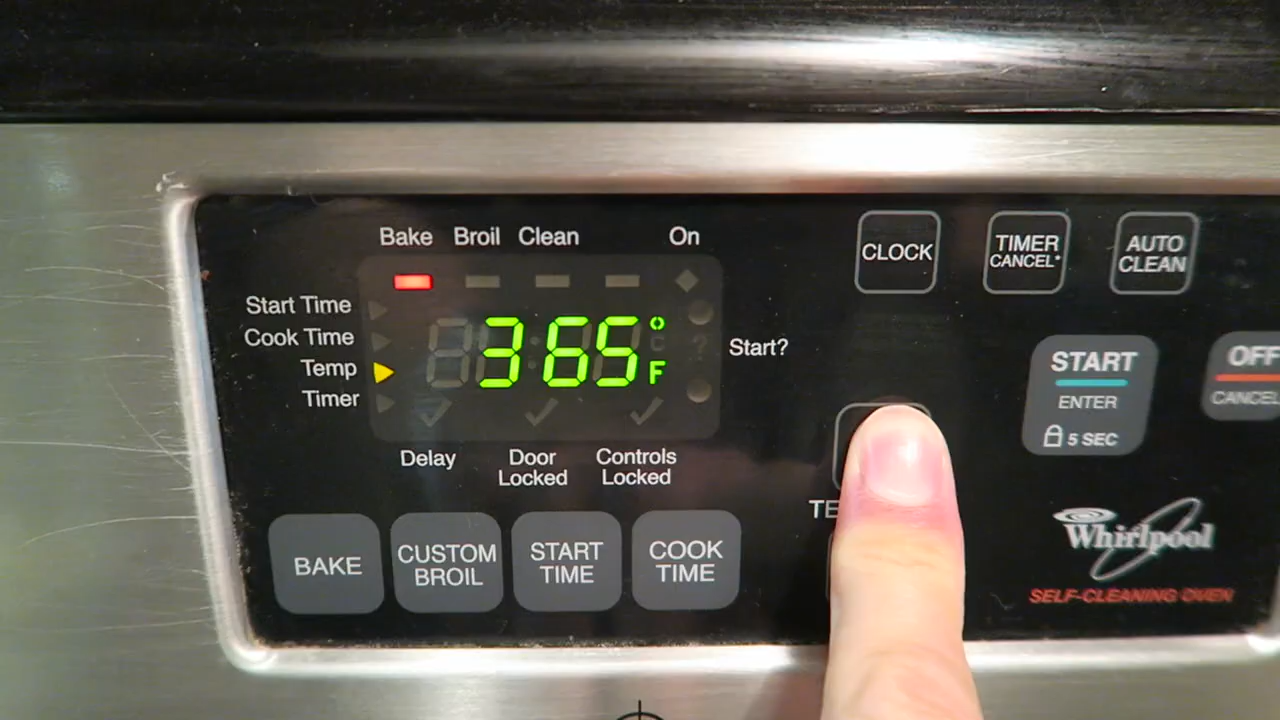 Bake Broil Clean On
CLOCK
TIMER
CANCEL*
AUTO
CLEAN
Start Time
Cook Time
Temp
Timer
365°F
Start?
START
ENTER
5 SEC
OFF
CANCEL
Delay
Door
Locked
Controls
Locked
BAKE
CUSTOM
BROIL
START
TIME
COOK
TIME
Whirlpool
SELF-CLEANING OVEN